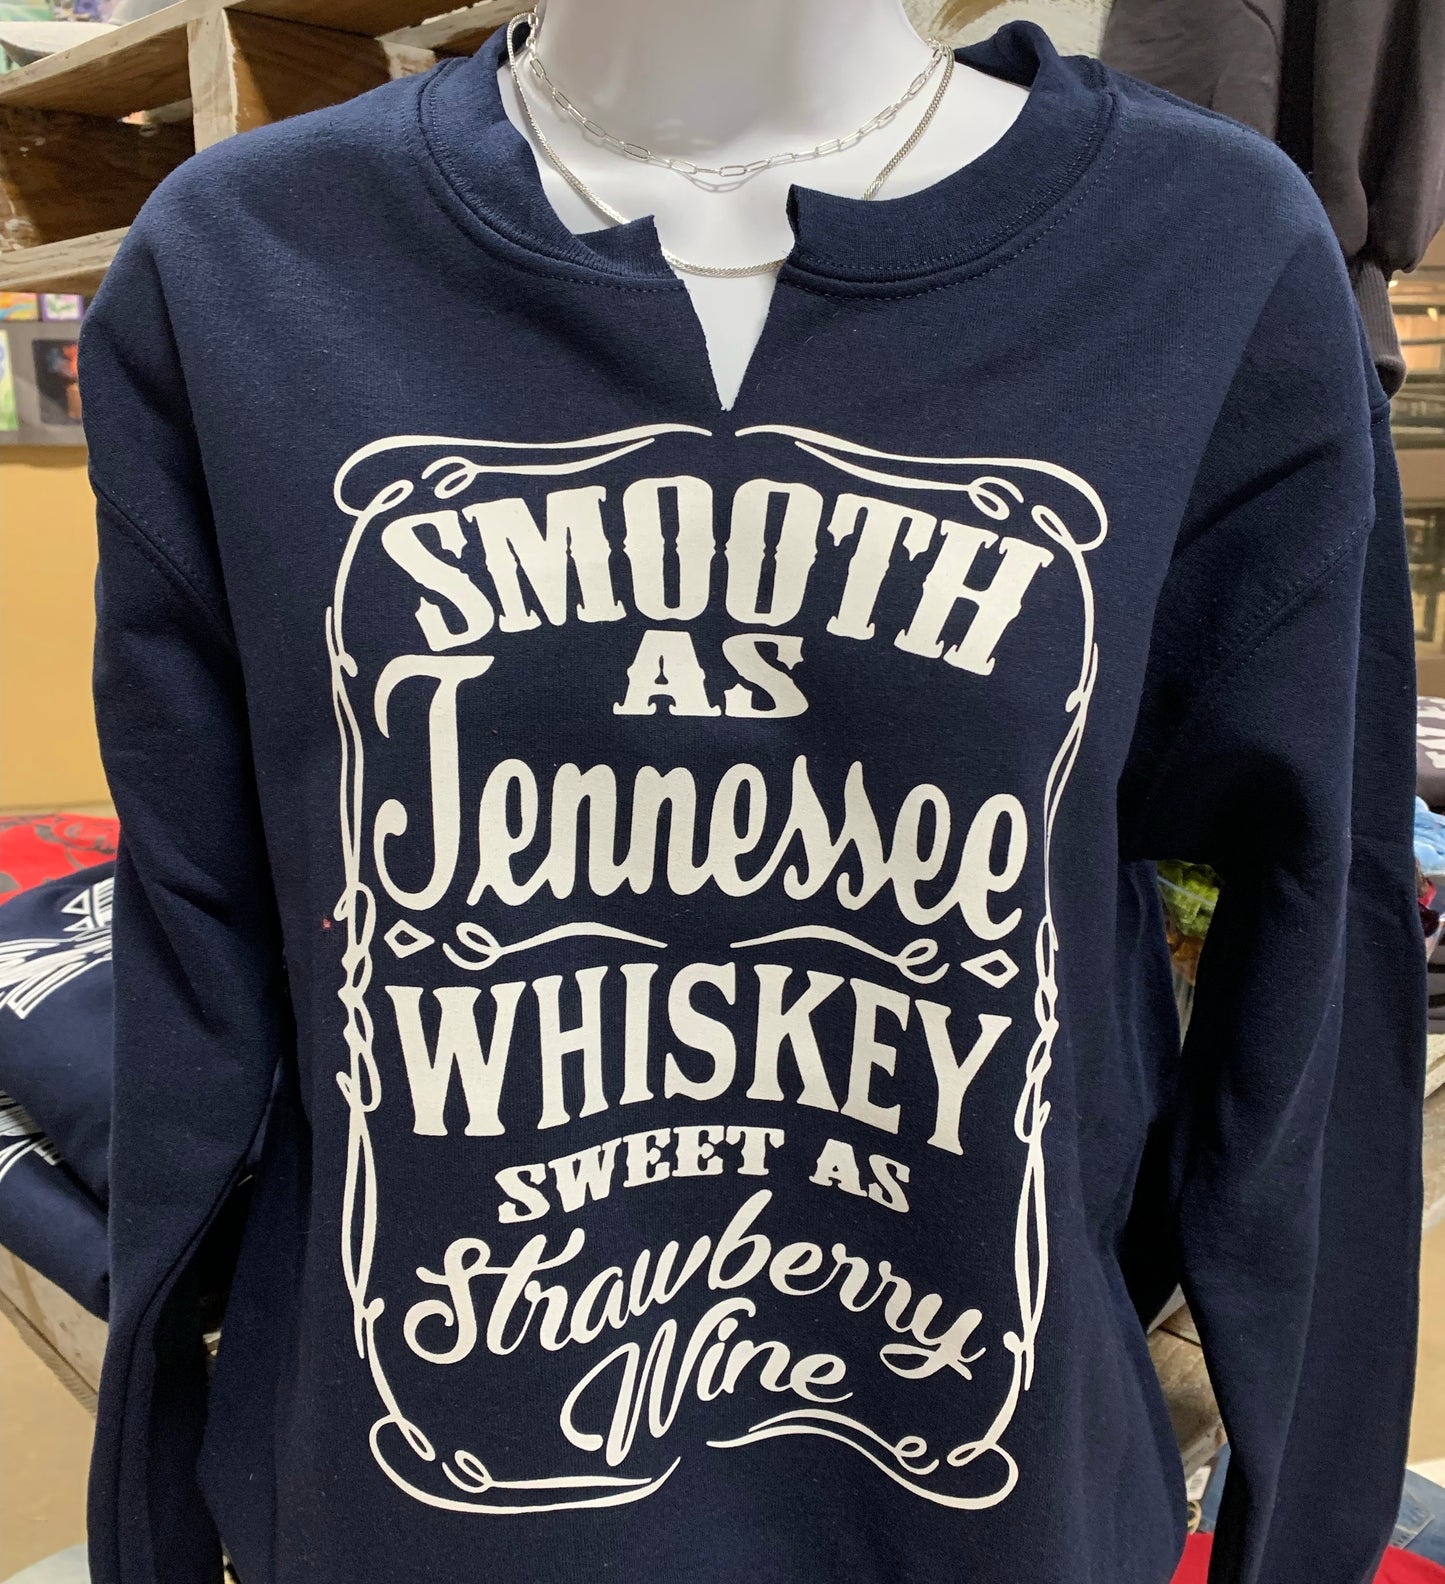 SMOOTH
AS
Tennessee
WHISKEY
SWEET AS
Strawberry
Wine